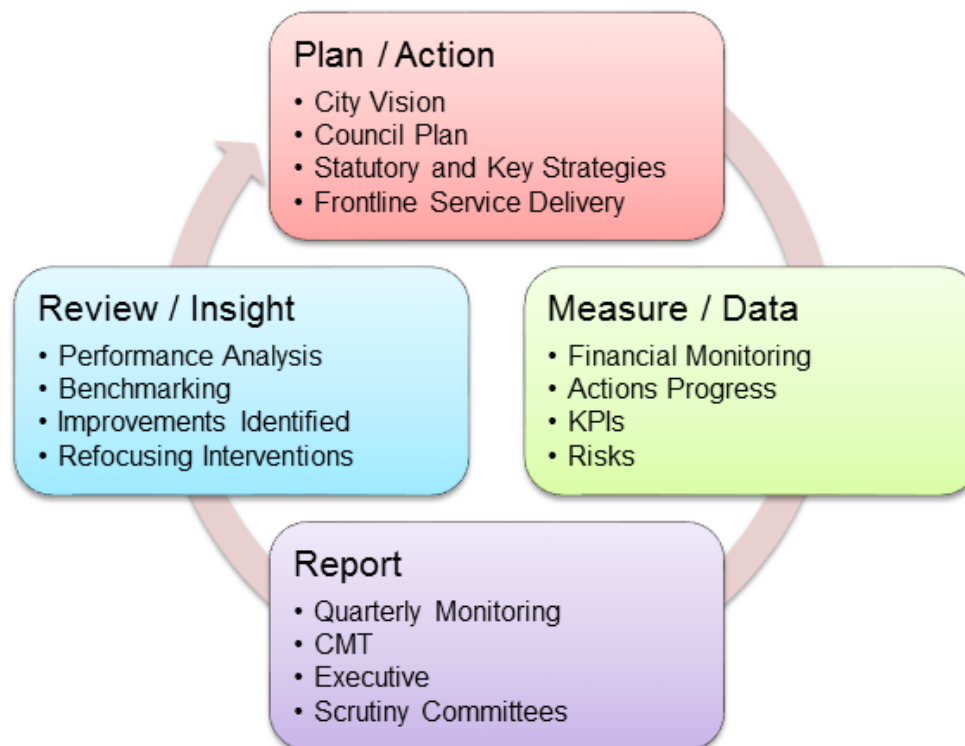 Plan / Action
• City Vision
• Council Plan
• Statutory and Key Strategies
• Frontline Service Delivery
Measure / Data
• Financial Monitoring
• Actions Progress
• KPIs
• Risks
Report
• Quarterly Monitoring
• CMT
• Executive
• Scrutiny Committees
Review / Insight
• Performance Analysis
• Benchmarking
• Improvements Identified
• Refocusing Interventions